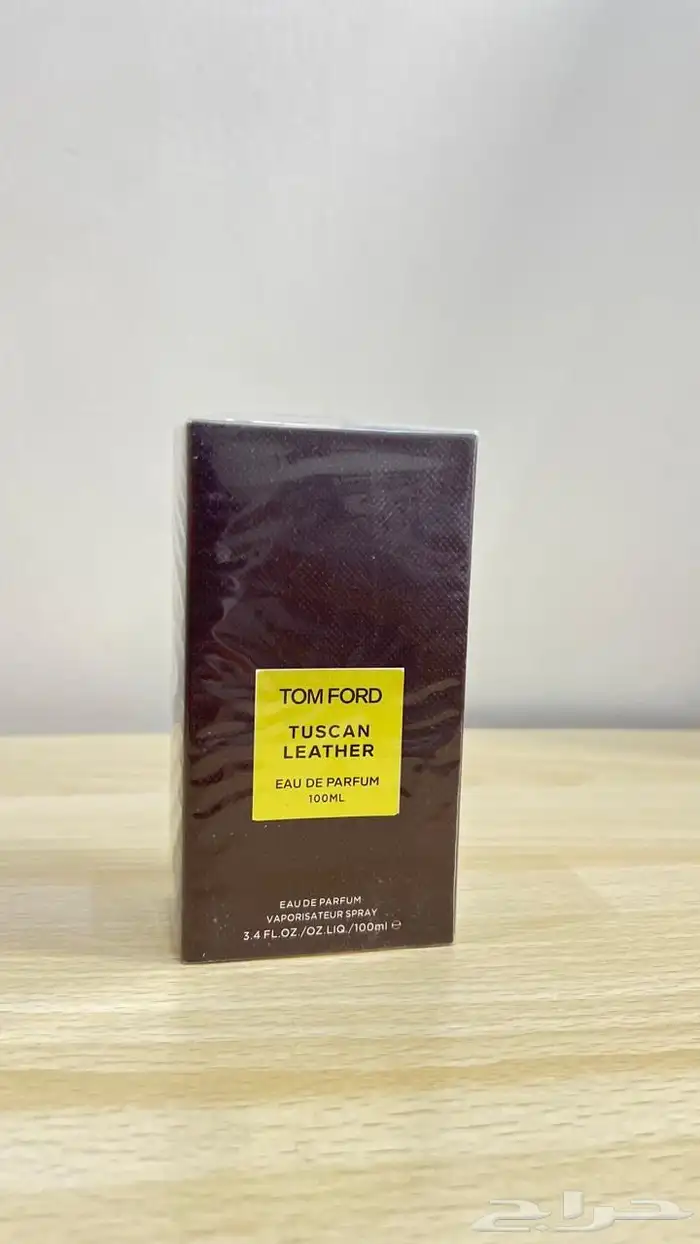 TOM FORD
TUSCAN
LEATHER
EAU DE PARFUM
100ML
EAU DE PARFUM
VAPORISATEUR SPRAY
3.4 FL.OZ./OZ.LIQ./100ml ℮
حراج